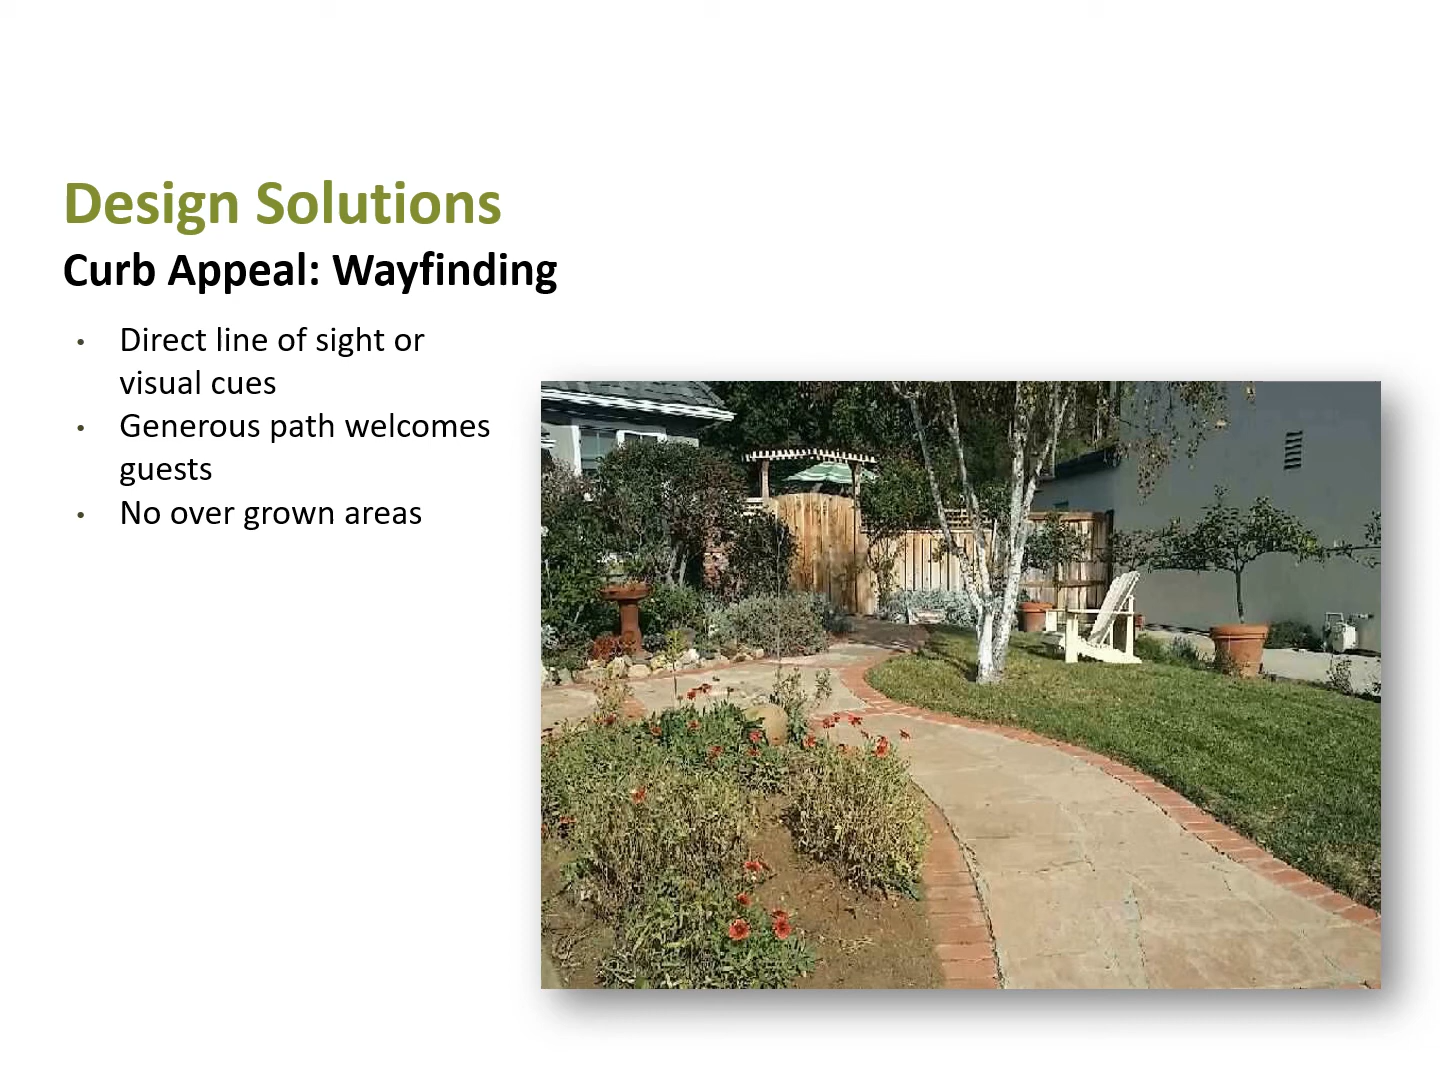 Design Solutions
Curb Appeal: Wayfinding
• Direct line of sight or
visual cues
• Generous path welcomes
guests
• No over grown areas